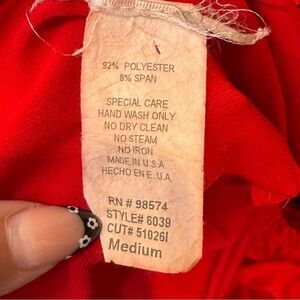 92% POLYESTER
8% SPAN
SPECIAL CARE
HAND WASH ONLY
NO DRY CLEAN
NO STEAM
NO IRON
MADE IN U.S.A.
HECHO EN E.U.A.
RN # 98574
STYLE# 6039
CUT# 51026I
Medium